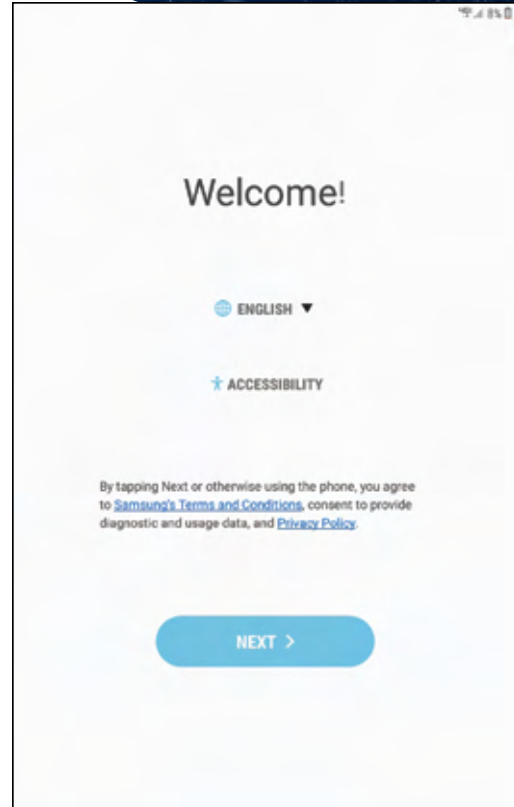 8%
Welcome!
ENGLISH ▼
ACCESSIBILITY
By tapping Next or otherwise using the phone, you agree
to Samsung's Terms and Conditions, consent to provide
diagnostic and usage data, and Privacy Policy.
NEXT >